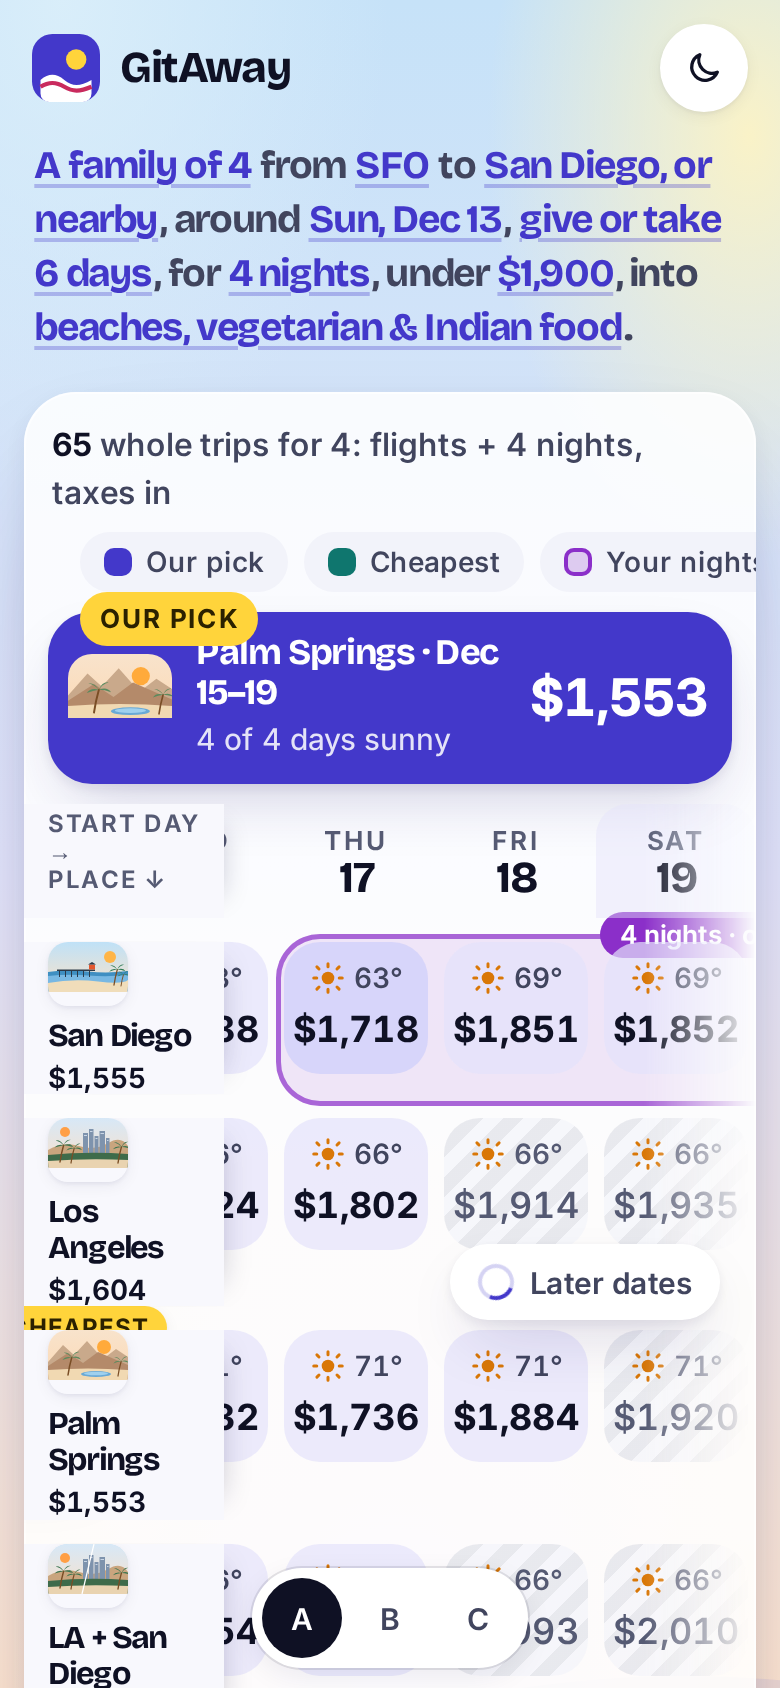 GitAway
A family of 4 from SFO to San Diego, or
nearby, around Sun, Dec 13, give or take
6 days, for 4 nights, under $1,900, into
beaches, vegetarian & Indian food.
65 whole trips for 4: flights + 4 nights,
taxes in
Our pick
Cheapest
Your nights
OUR PICK
Palm Springs · Dec
15–19
4 of 4 days sunny
$1,553
START DAY
→
PLACE ↓
THU
17
FRI
18
SAT
19
4 nights ·
San Diego
$1,555
63°
$1,718
69°
$1,851
69°
$1,852
Los
Angeles
$1,604
66°
$1,802
66°
$1,914
66°
$1,935
Later dates
CHEAPEST
Palm
Springs
$1,553
71°
$1,736
71°
$1,884
71°
$1,920
LA + San
Diego
66°
66°
$2,010
A B C